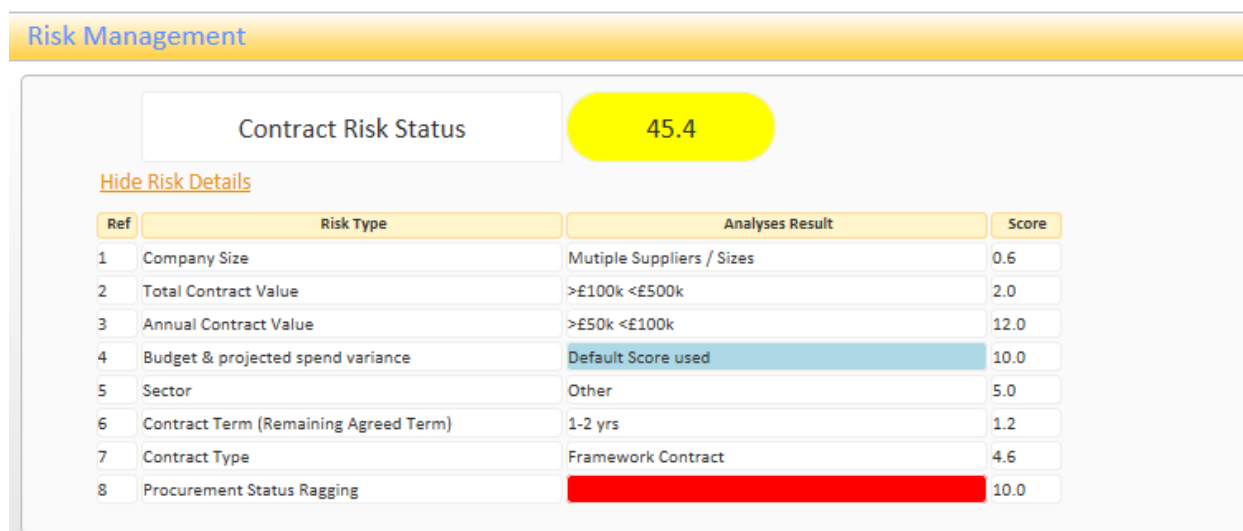 Risk Management
Contract Risk Status 45.4
Hide Risk Details
Ref Risk Type Analyses Result Score
1 Company Size Mutiple Suppliers / Sizes 0.6
2 Total Contract Value >£100k <£500k 2.0
3 Annual Contract Value >£50k <£100k 12.0
4 Budget & projected spend variance Default Score used 10.0
5 Sector Other 5.0
6 Contract Term (Remaining Agreed Term) 1-2 yrs 1.2
7 Contract Type Framework Contract 4.6
8 Procurement Status Ragging 10.0